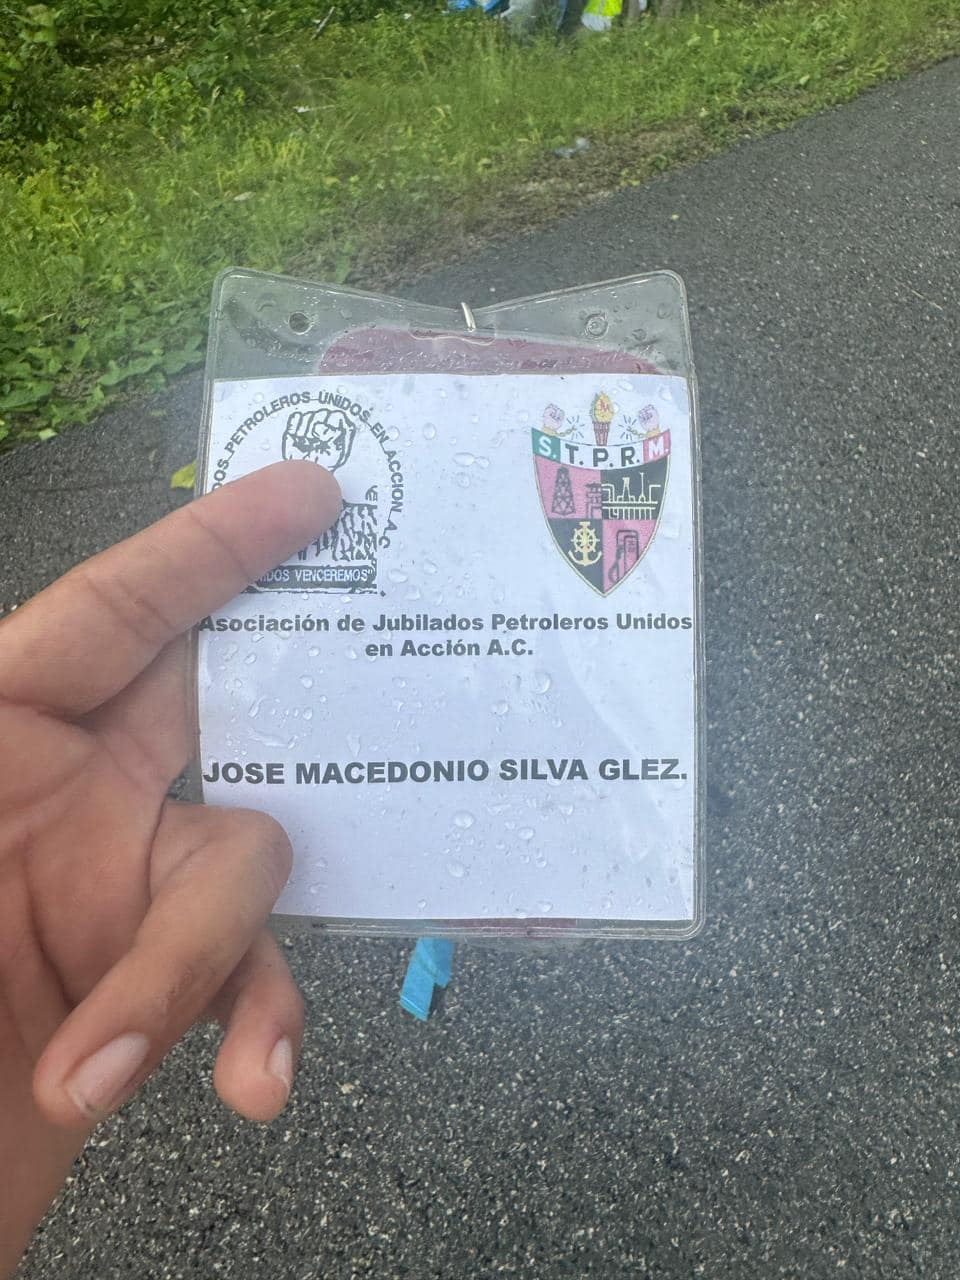 PETROLEROS UNIDOS EN ACCION A.C.
VENCEREMOS"
S.T.P.R.M.
Asociación de Jubilados Petroleros Unidos
en Acción A.C.
JOSE MACEDONIO SILVA GLEZ.